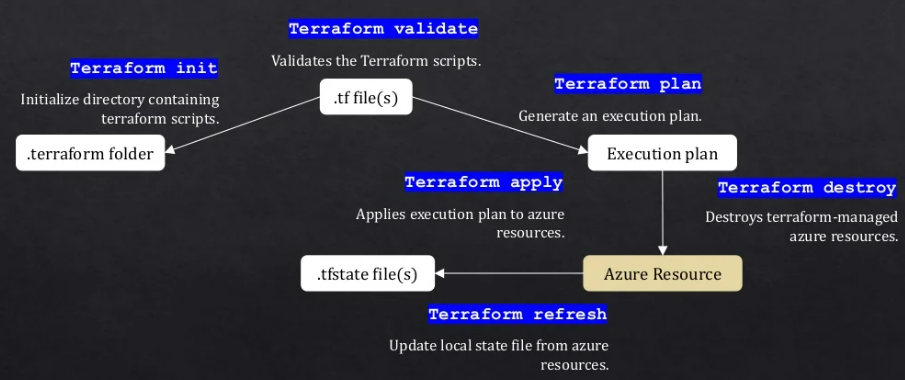 Terraform validate
Validates the Terraform scripts.
Terraform init
Initialize directory containing
terraform scripts.
.tf file(s)
Terraform plan
Generate an execution plan.
.terraform folder
Execution plan
Terraform apply
Applies execution plan to azure
resources.
Terraform destroy
Destroys terraform-managed
azure resources.
.tfstate file(s)
Azure Resource
Terraform refresh
Update local state file from azure
resources.